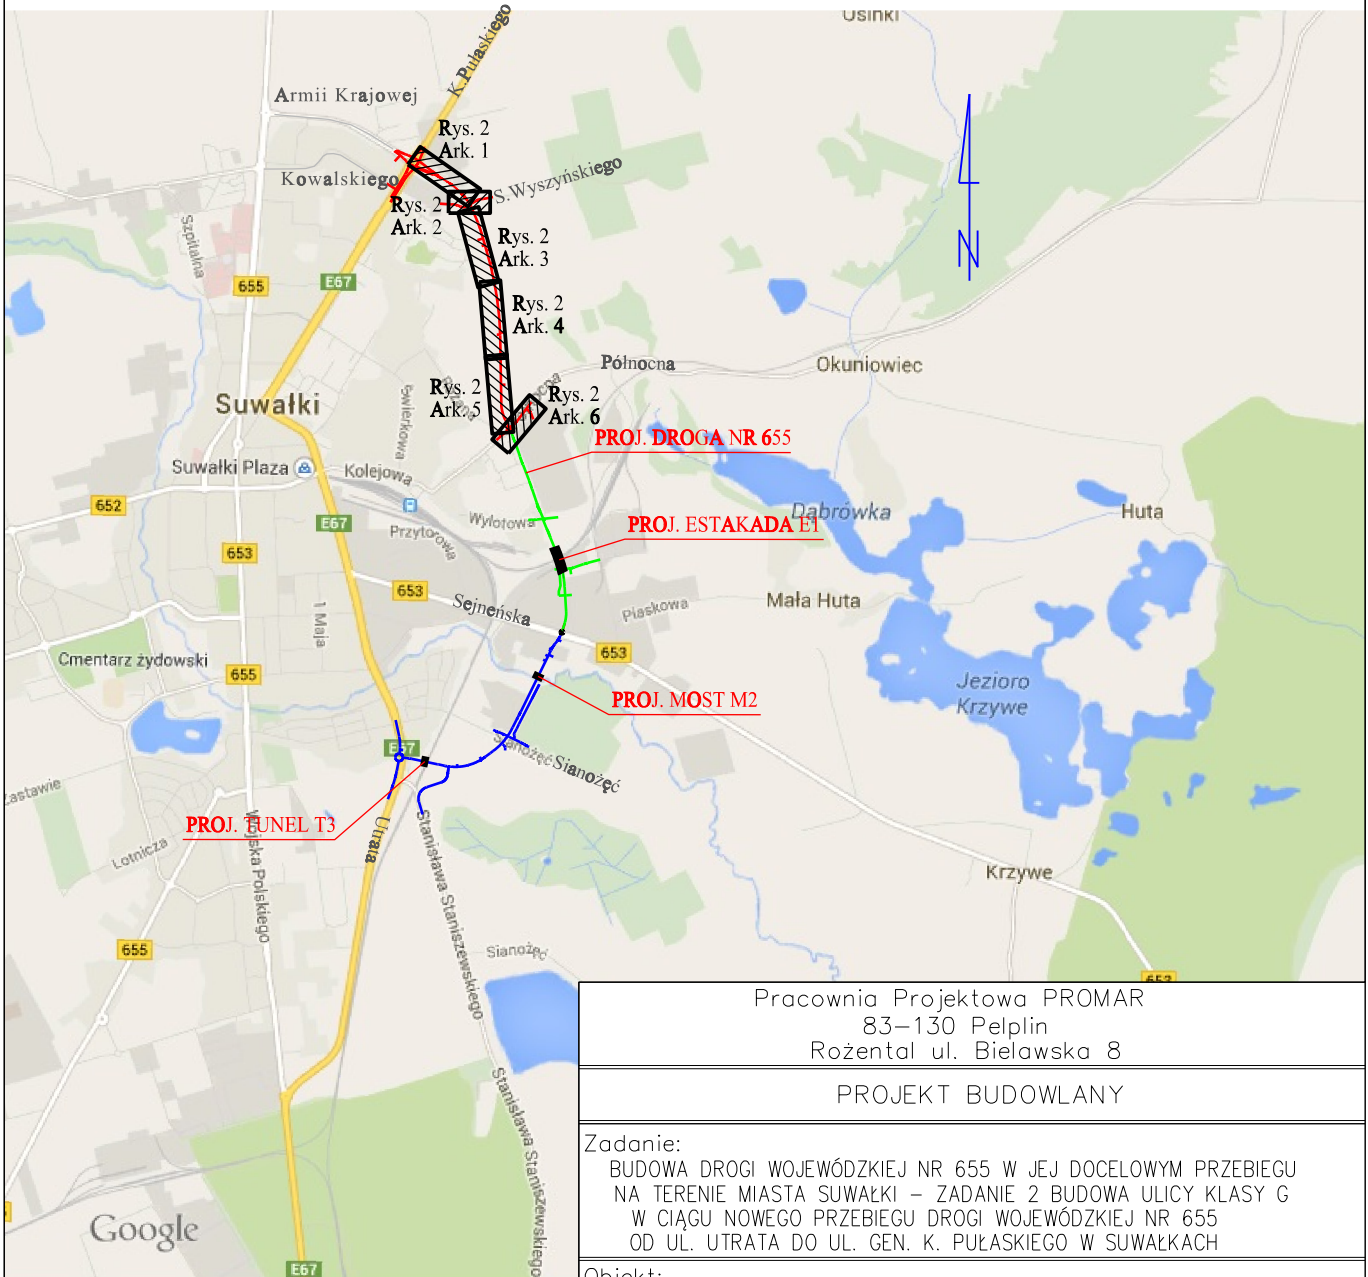 Osinki
K.Pułaskiego
Armii Krajowej
Rys. 2
Ark. 1
Kowalskiego
S.Wyszyńskiego
Rys. 2
Ark. 2
Szpitalna
Rys. 2
Ark. 3
655
E67
Rys. 2
Ark. 4
Północna
Okuniowiec
Rys. 2
Ark. 5
Rys. 2
Ark. 6
Suwałki
Świerkowa
PROJ. DROGA NR 655
Suwałki Plaza
Kolejowa
652
E67
Wylotowa
Przytorowa
PROJ. ESTAKADA E1
Dąbrówka
Huta
653
653
Sejneńska
Piaskowa
Mała Huta
1 Maja
653
Cmentarz żydowski
655
Jezioro
Krzywe
PROJ. MOST M2
E67
Sianożęć
Sianożęć
Zastawie
PROJ. TUNEL T3
Utrata
Lotnicza
Wojska Polskiego
Stanisława Staniszewskiego
Krzywe
655
Sianożęć
653
Stanisława Staniszewskiego
Google
E67
Pracownia Projektowa PROMAR
83-130 Pelplin
Rożental ul. Bielawska 8
PROJEKT BUDOWLANY
Zadanie:
BUDOWA DROGI WOJEWÓDZKIEJ NR 655 W JEJ DOCELOWYM PRZEBIEGU
NA TERENIE MIASTA SUWAŁKI – ZADANIE 2 BUDOWA ULICY KLASY G
W CIĄGU NOWEGO PRZEBIEGU DROGI WOJEWÓDZKIEJ NR 655
OD UL. UTRATA DO UL. GEN. K. PUŁASKIEGO W SUWAŁKACH
Obiekt: